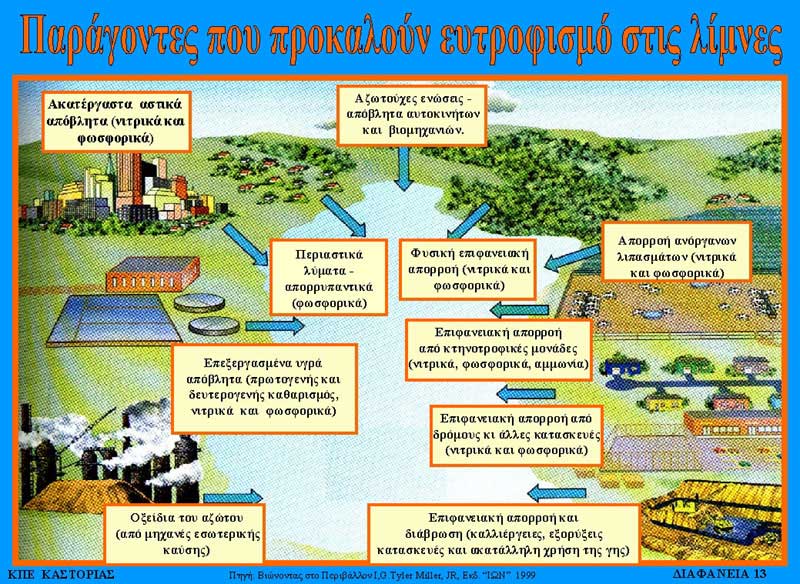 Παράγοντες που προκαλούν ευτροφισμό στις λίμνες
Ακατέργαστα αστικά
απόβλητα (νιτρικά και
φωσφορικά)
Αζωτούχες ενώσεις -
απόβλητα αυτοκινήτων
και βιομηχανιών.
Περιαστικά
λύματα -
απορρυπαντικά
(φωσφορικά)
Φυσική επιφανειακή
απορροή (νιτρικά και
φωσφορικά)
Απορροή ανόργανων
λιπασμάτων (νιτρικά
και φωσφορικά)
Επιφανειακή απορροή
από κτηνοτροφικές μονάδες
(νιτρικά, φωσφορικά, αμμωνία)
Επεξεργασμένα υγρά
απόβλητα (πρωτογενής και
δευτερογενής καθαρισμός,
νιτρικά και φωσφορικά)
Επιφανειακή απορροή από
δρόμους κι άλλες κατασκευές
(νιτρικά και φωσφορικά)
Οξείδια του αζώτου
(από μηχανές εσωτερικής
καύσης)
Επιφανειακή απορροή και
διάβρωση (καλλιέργειες, εξορύξεις
κατασκευές και ακατάλληλη χρήση της γης)
ΚΠΕ ΚΑΣΤΟΡΙΑΣ
Πηγή: Βιώνοντας στο Περιβάλλον Ι,G.Tyler Miller, JR, Εκδ. “ΙΩΝ” 1999
ΔΙΑΦΑΝΕΙΑ 13